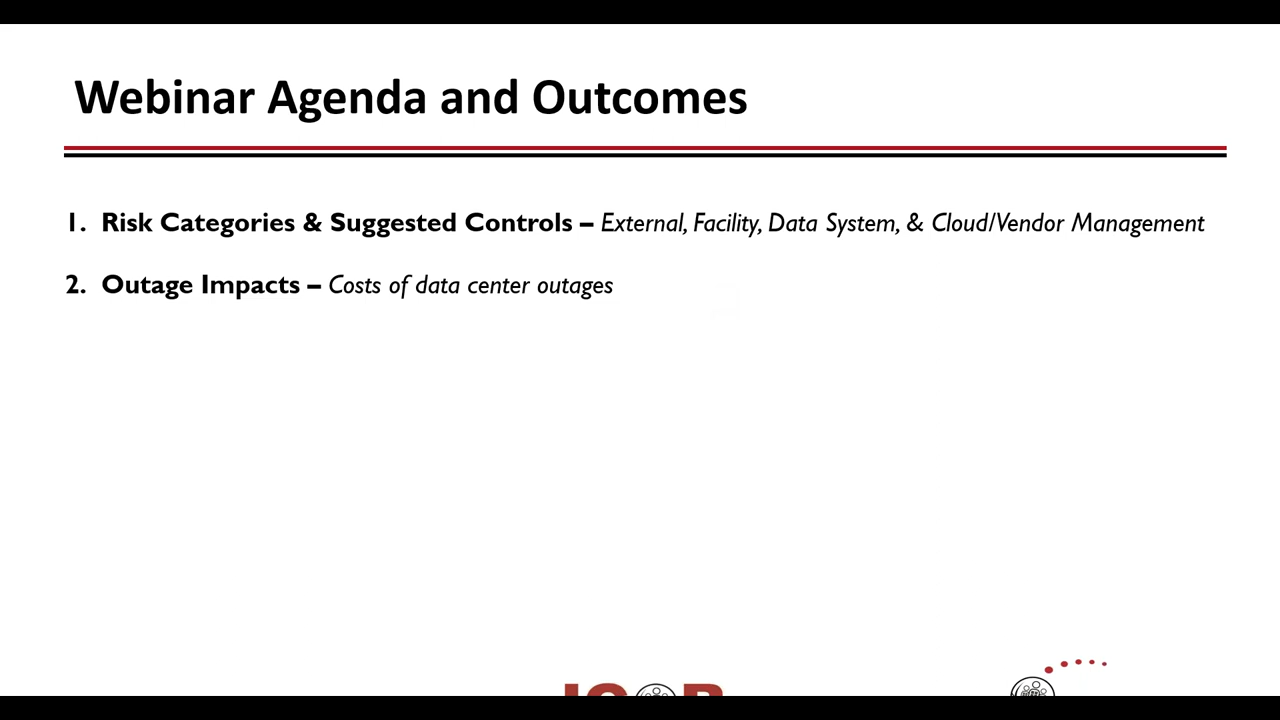 Webinar Agenda and Outcomes
1. Risk Categories & Suggested Controls – External, Facility, Data System, & Cloud/Vendor Management
2. Outage Impacts – Costs of data center outages